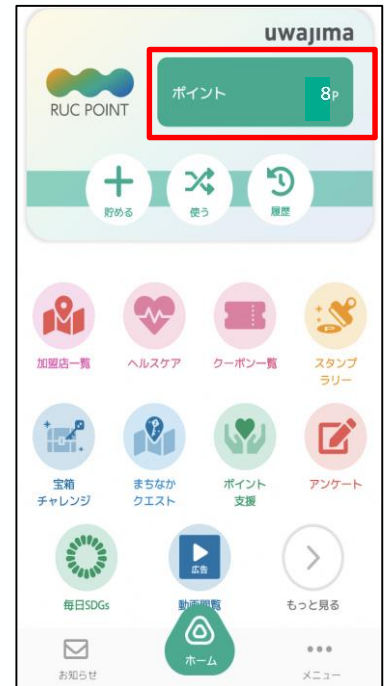 uwajima
RUC POINT
ポイント 8P
貯める 使う 履歴
加盟店一覧 ヘルスケア クーポン一覧 スタンプ
ラリー
宝箱
チャレンジ
まちなか
クエスト
ポイント
支援
アンケート
毎日SDGs
広告
動画閲覧
もっと見る
お知らせ
ホーム
メニュー